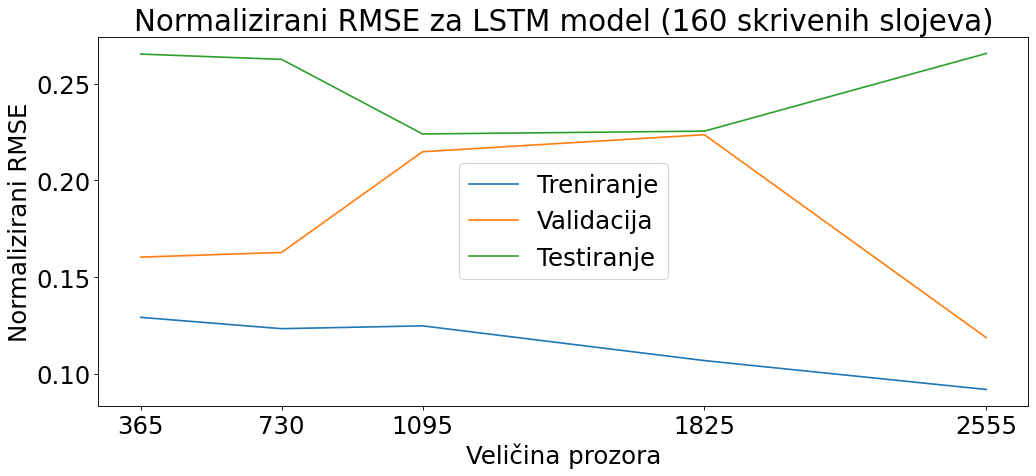 Normalizirani RMSE za LSTM model (160 skrivenih slojeva)
Normalizirani RMSE
0.25
0.20
0.15
0.10
Treniranje
Validacija
Testiranje
365 730 1095 1825 2555
Veličina prozora